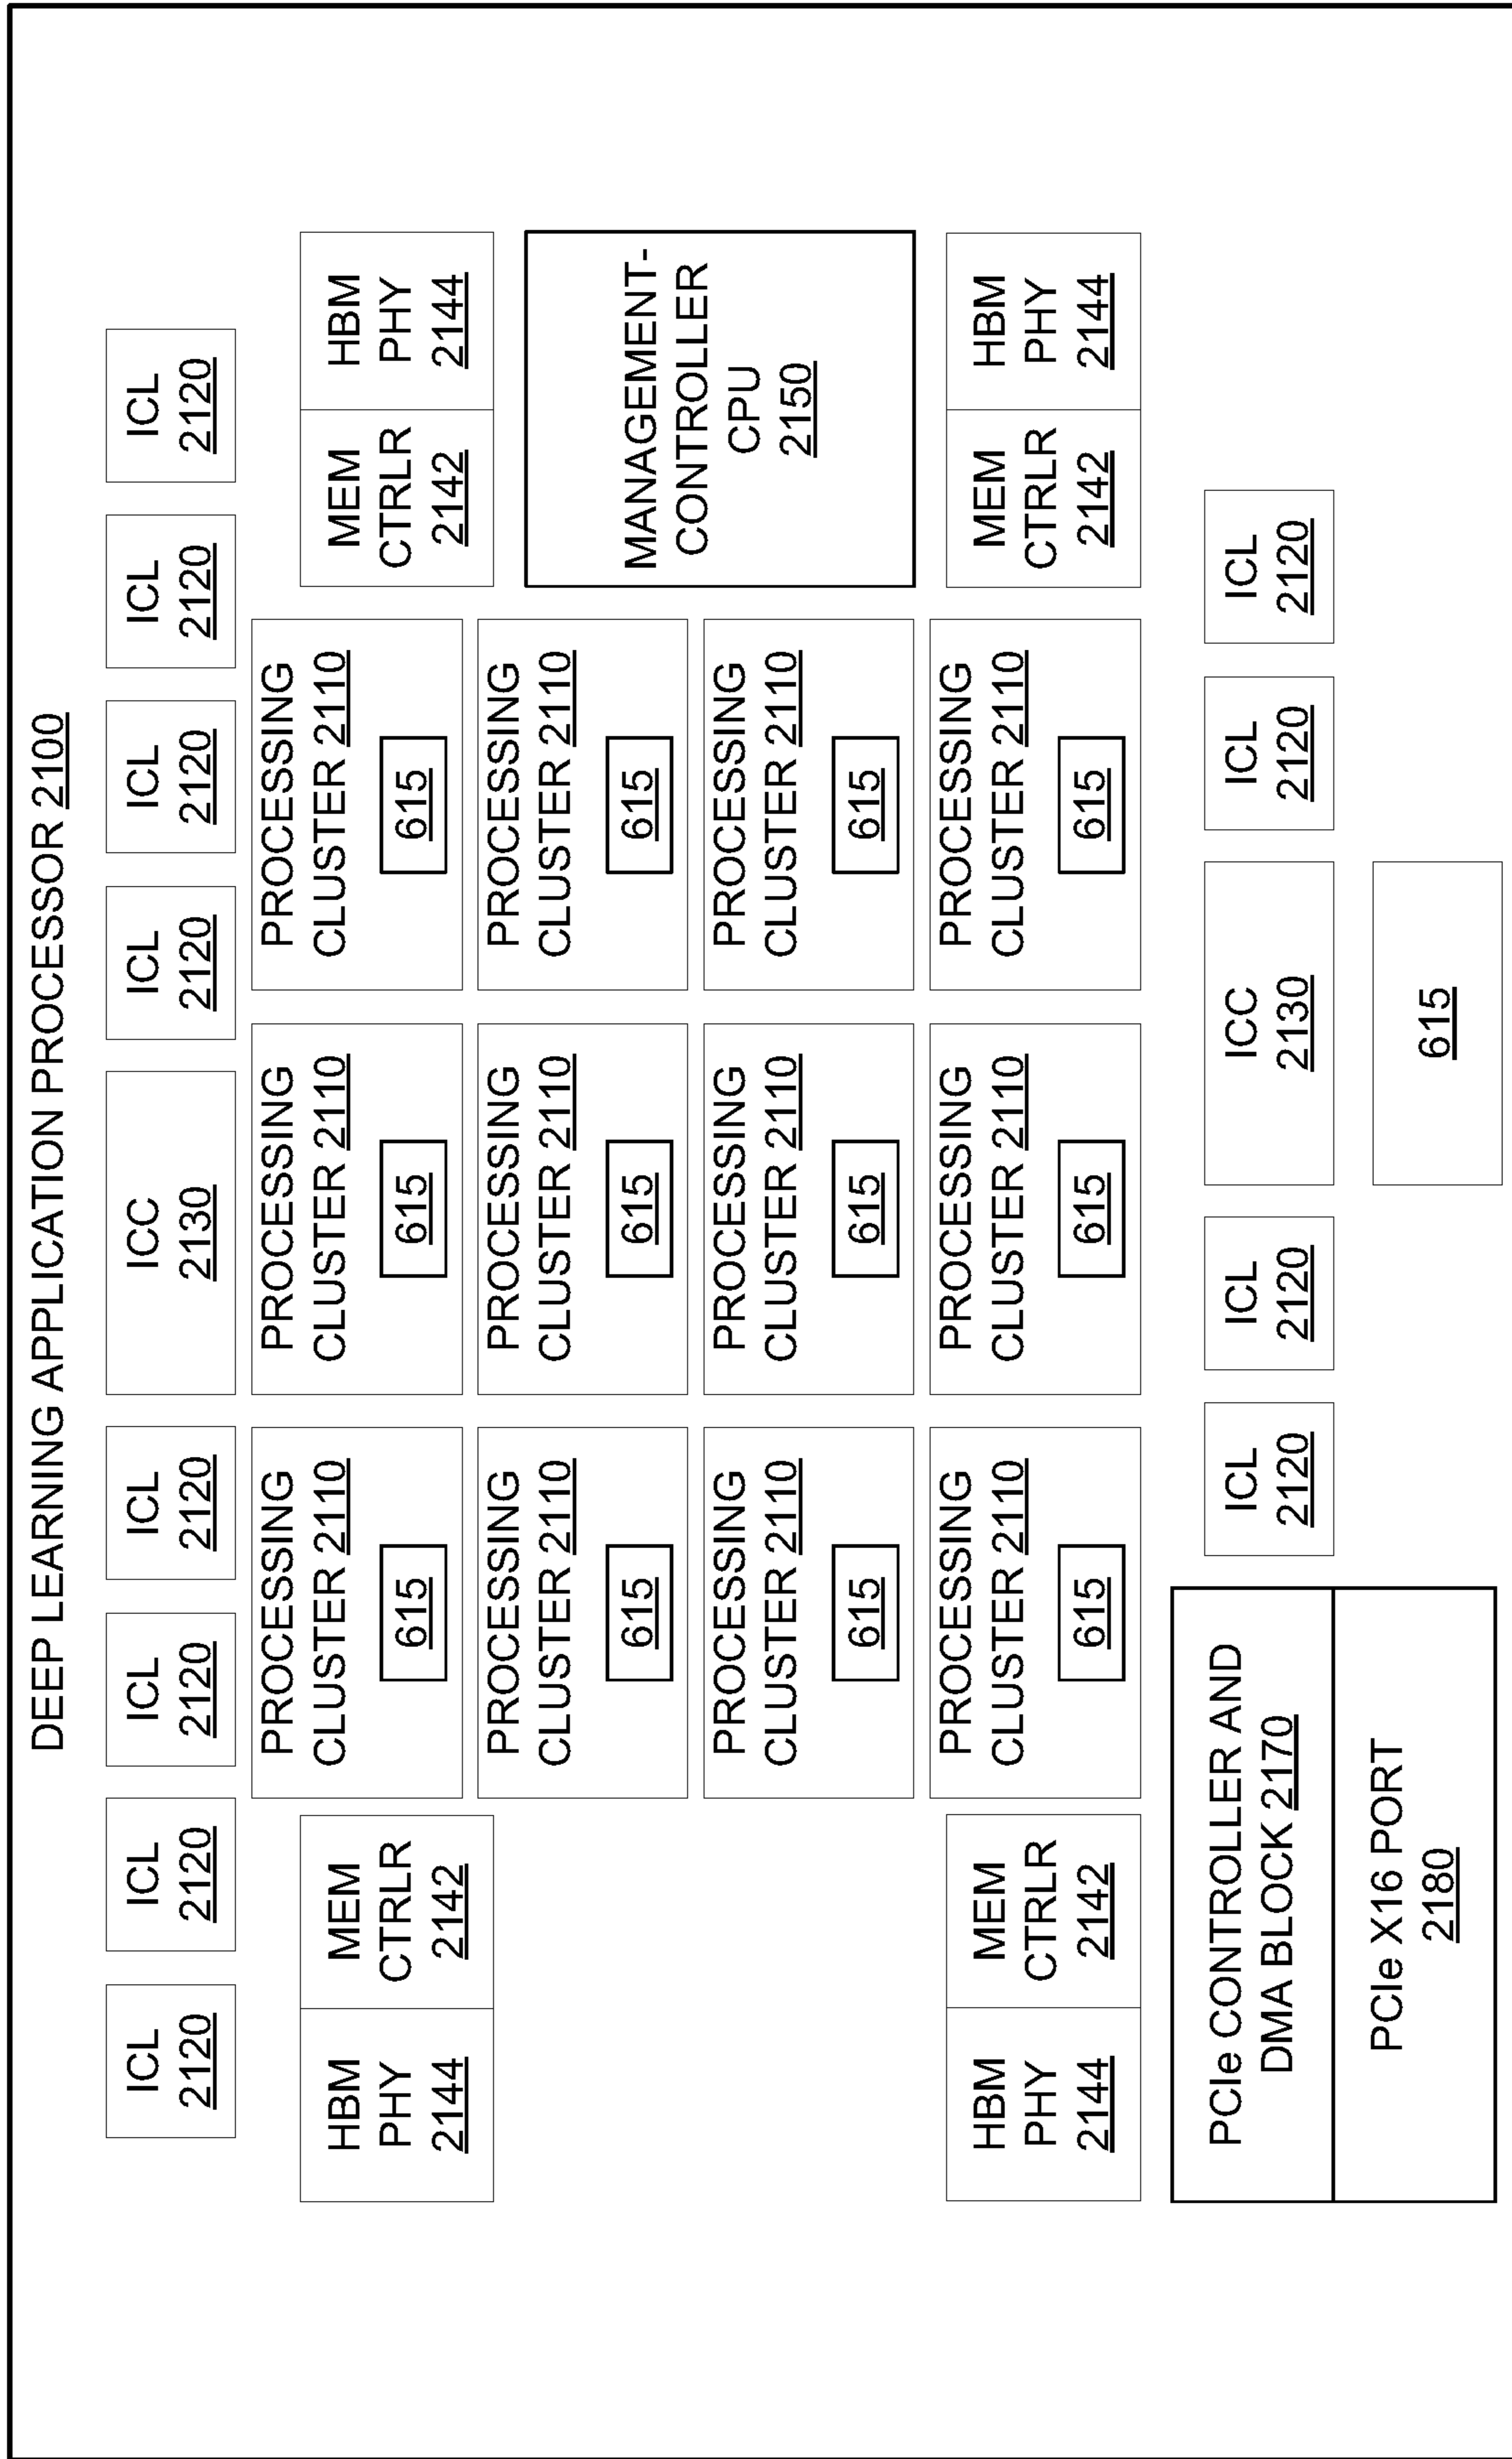 DEEP LEARNING APPLICATION PROCESSOR 2100
ICL
2120
ICL
2120
ICL
2120
ICL
2120
ICC
2130
ICL
2120
ICL
2120
ICL
2120
ICL
2120
HBM
PHY
2144
MEM
CTRLR
2142
PROCESSING
CLUSTER 2110
615
PROCESSING
CLUSTER 2110
615
PROCESSING
CLUSTER 2110
615
MEM
CTRLR
2142
HBM
PHY
2144
PROCESSING
CLUSTER 2110
615
PROCESSING
CLUSTER 2110
615
PROCESSING
CLUSTER 2110
615
MANAGEMENT-
CONTROLLER
CPU
2150
PROCESSING
CLUSTER 2110
615
PROCESSING
CLUSTER 2110
615
PROCESSING
CLUSTER 2110
615
HBM
PHY
2144
MEM
CTRLR
2142
PROCESSING
CLUSTER 2110
615
PROCESSING
CLUSTER 2110
615
PROCESSING
CLUSTER 2110
615
MEM
CTRLR
2142
HBM
PHY
2144
PCIe CONTROLLER AND
DMA BLOCK 2170
ICL
2120
ICL
2120
ICC
2130
ICL
2120
ICL
2120
PCIe X16 PORT
2180
615